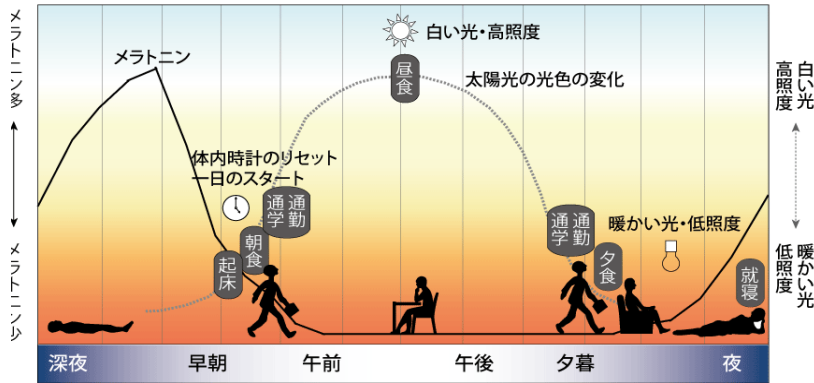 メラトニン多
メラトニン少
メラトニン
白い光・高照度
昼食
太陽光の光色の変化
体内時計のリセット
一日のスタート
通勤
通学
朝食
起床
通勤
通学
夕食
暖かい光・低照度
就寝
白い光
高照度
暖かい光
低照度
深夜
早朝
午前
午後
夕暮
夜